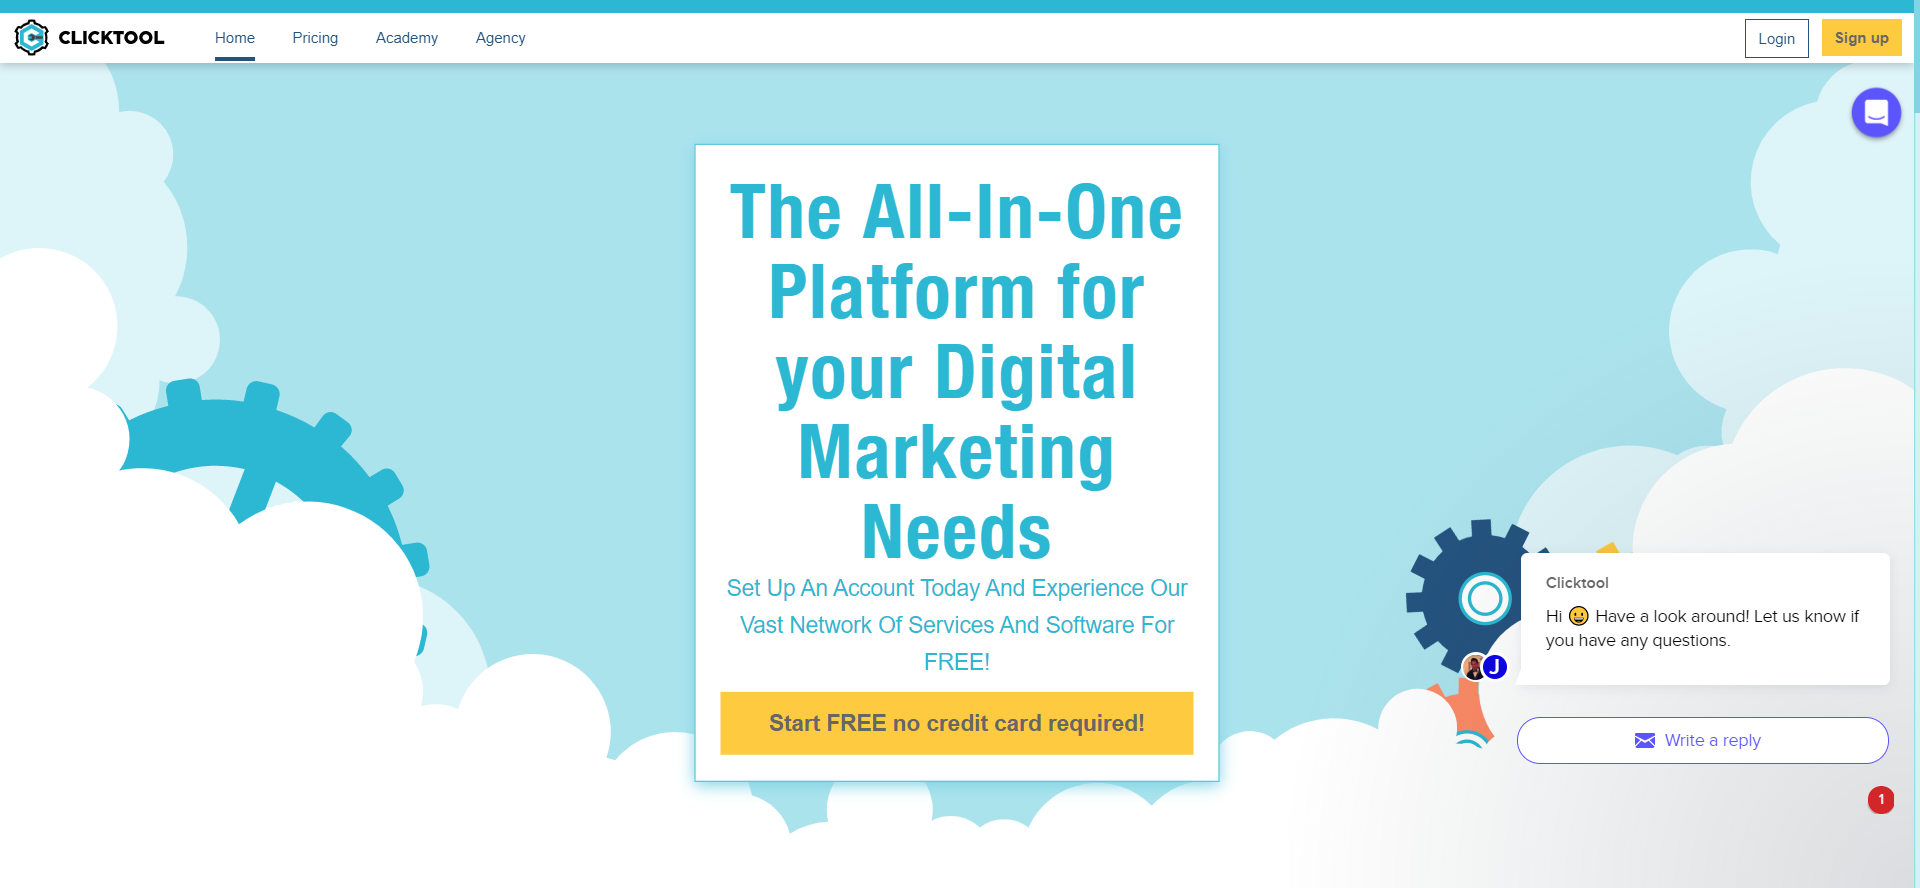 CLICKTOOL
Home
Pricing
Academy
Agency
Login
Sign up
The All-In-One
Platform for
your Digital
Marketing
Needs
Set Up An Account Today And Experience Our
Vast Network Of Services And Software For
FREE!
Start FREE no credit card required!
Clicktool
Hi 😀 Have a look around! Let us know if
you have any questions.
J
Write a reply
1